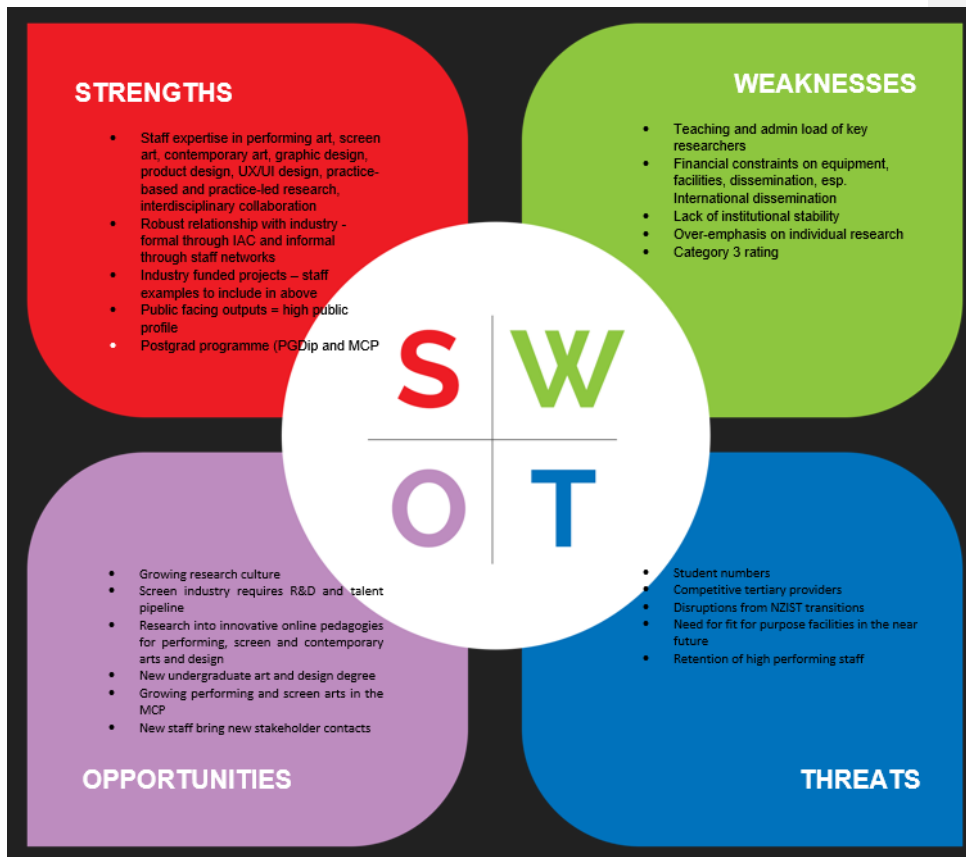 STRENGTHS
• Staff expertise in performing art, screen
art, contemporary art, graphic design,
product design, UX/UI design, practice-
based and practice-led research,
interdisciplinary collaboration
• Robust relationship with industry -
formal through IAC and informal
through staff networks
• Industry funded projects – staff
examples to include in above
• Public facing outputs = high public
profile
• Postgrad programme (PGDip and MCP
WEAKNESSES
• Teaching and admin load of key
researchers
• Financial constraints on equipment,
facilities, dissemination, esp.
International dissemination
• Lack of institutional stability
• Over-emphasis on individual research
• Category 3 rating
S W
O T
• Growing research culture
• Screen industry requires R&D and talent
pipeline
• Research into innovative online pedagogies
for performing, screen and contemporary
arts and design
• New undergraduate art and design degree
• Growing performing and screen arts in the
MCP
• New staff bring new stakeholder contacts
OPPORTUNITIES
• Student numbers
• Competitive tertiary providers
• Disruptions from NZIST transitions
• Need for fit for purpose facilities in the near
future
• Retention of high performing staff
THREATS